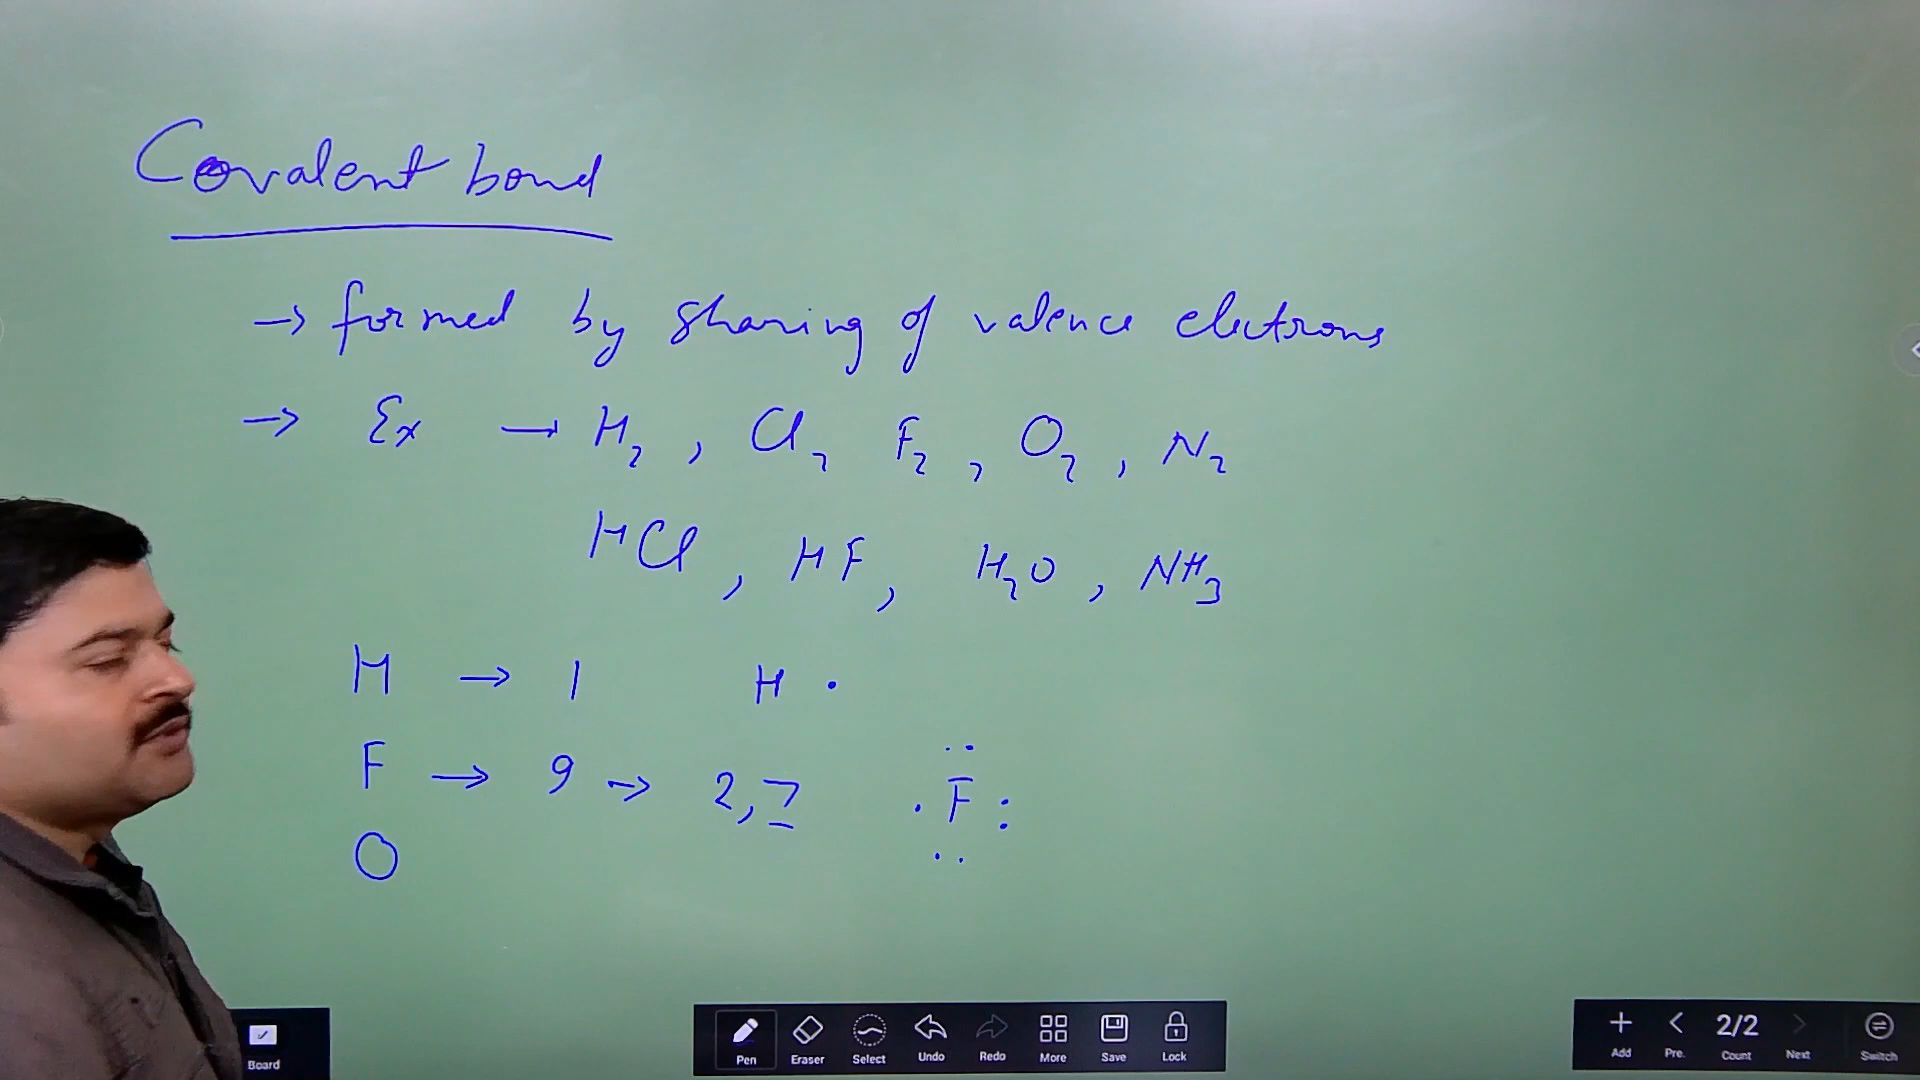 Covalent bond
→ formed by sharing of valence electrons
→ Ex → H₂ , Cl₂ F₂ , O₂ , N₂
HCl , HF , H₂O , NH₃
H → 1 H ·
F → 9 → 2,7 · F :
O
Board
Pen Eraser Select Undo Redo More Save Lock
2/2
Add Pre. Count Next Switch